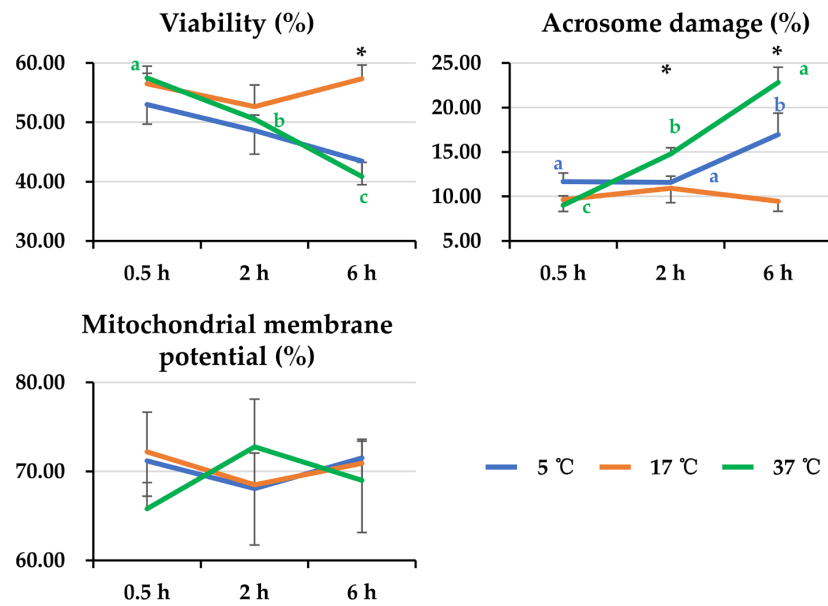 Viability (%)
60.00
50.00
40.00
30.00
a
b
c
*
0.5 h 2 h 6 h
Acrosome damage (%)
25.00
20.00
15.00
10.00
5.00
*
*
a
b
b
a
a
c
0.5 h 2 h 6 h
Mitochondrial membrane
potential (%)
80.00
70.00
60.00
0.5 h 2 h 6 h
5 ℃ 17 ℃ 37 ℃